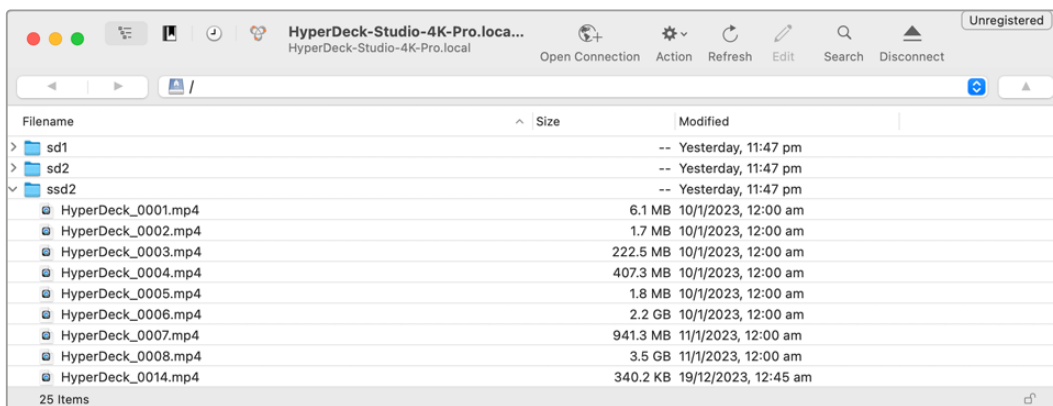 Unregistered
HyperDeck-Studio-4K-Pro.loca...
HyperDeck-Studio-4K-Pro.local
Open Connection Action Refresh Edit Search Disconnect
/
Filename Size Modified
sd1 -- Yesterday, 11:47 pm
sd2 -- Yesterday, 11:47 pm
ssd2 -- Yesterday, 11:47 pm
HyperDeck_0001.mp4 6.1 MB 10/1/2023, 12:00 am
HyperDeck_0002.mp4 1.7 MB 10/1/2023, 12:00 am
HyperDeck_0003.mp4 222.5 MB 10/1/2023, 12:00 am
HyperDeck_0004.mp4 407.3 MB 10/1/2023, 12:00 am
HyperDeck_0005.mp4 1.8 MB 10/1/2023, 12:00 am
HyperDeck_0006.mp4 2.2 GB 10/1/2023, 12:00 am
HyperDeck_0007.mp4 941.3 MB 11/1/2023, 12:00 am
HyperDeck_0008.mp4 3.5 GB 11/1/2023, 12:00 am
HyperDeck_0014.mp4 340.2 KB 19/12/2023, 12:45 am
25 Items